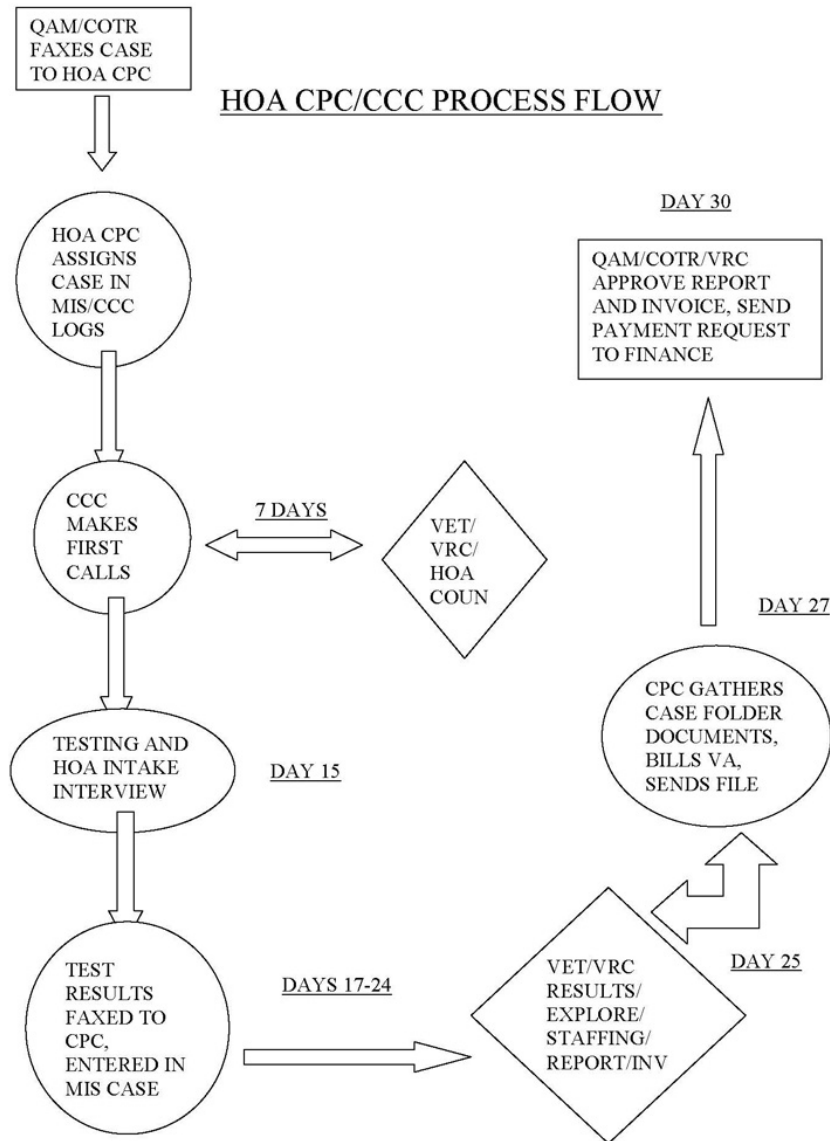 QAM/COTR
FAXES CASE
TO HOA CPC
HOA CPC/CCC PROCESS FLOW
HOA CPC
ASSIGNS
CASE IN
MIS/CCC
LOGS
CCC
MAKES
FIRST
CALLS
7 DAYS
VET/
VRC/
HOA
COUN
TESTING AND
HOA INTAKE
INTERVIEW
DAY 15
TEST
RESULTS
FAXED TO
CPC,
ENTERED IN
MIS CASE
DAYS 17-24
VET/VRC
RESULTS/
EXPLORE/
STAFFING/
REPORT/INV
DAY 25
CPC GATHERS
CASE FOLDER
DOCUMENTS,
BILLS VA,
SENDS FILE
DAY 27
QAM/COTR/VRC
APPROVE REPORT
AND INVOICE, SEND
PAYMENT REQUEST
TO FINANCE
DAY 30